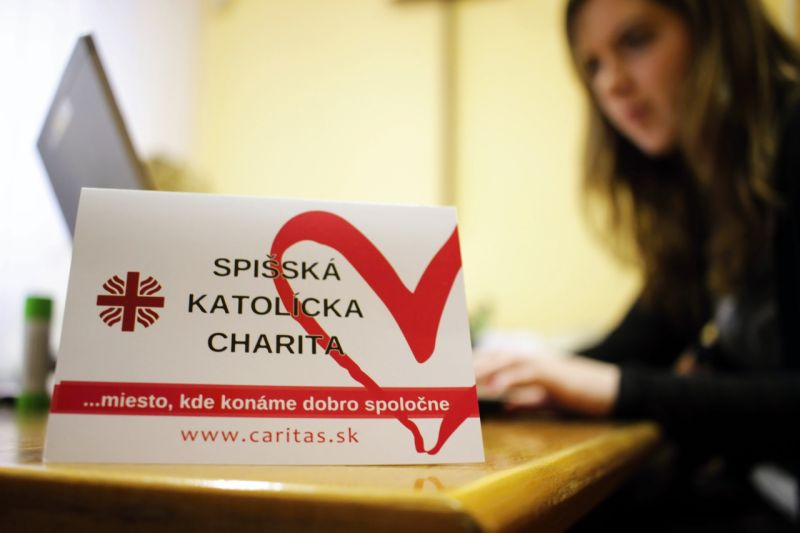 SPIŠSKÁ
KATOLÍCKA
CHARITA
...miesto, kde konáme dobro spoločne
www.caritas.sk